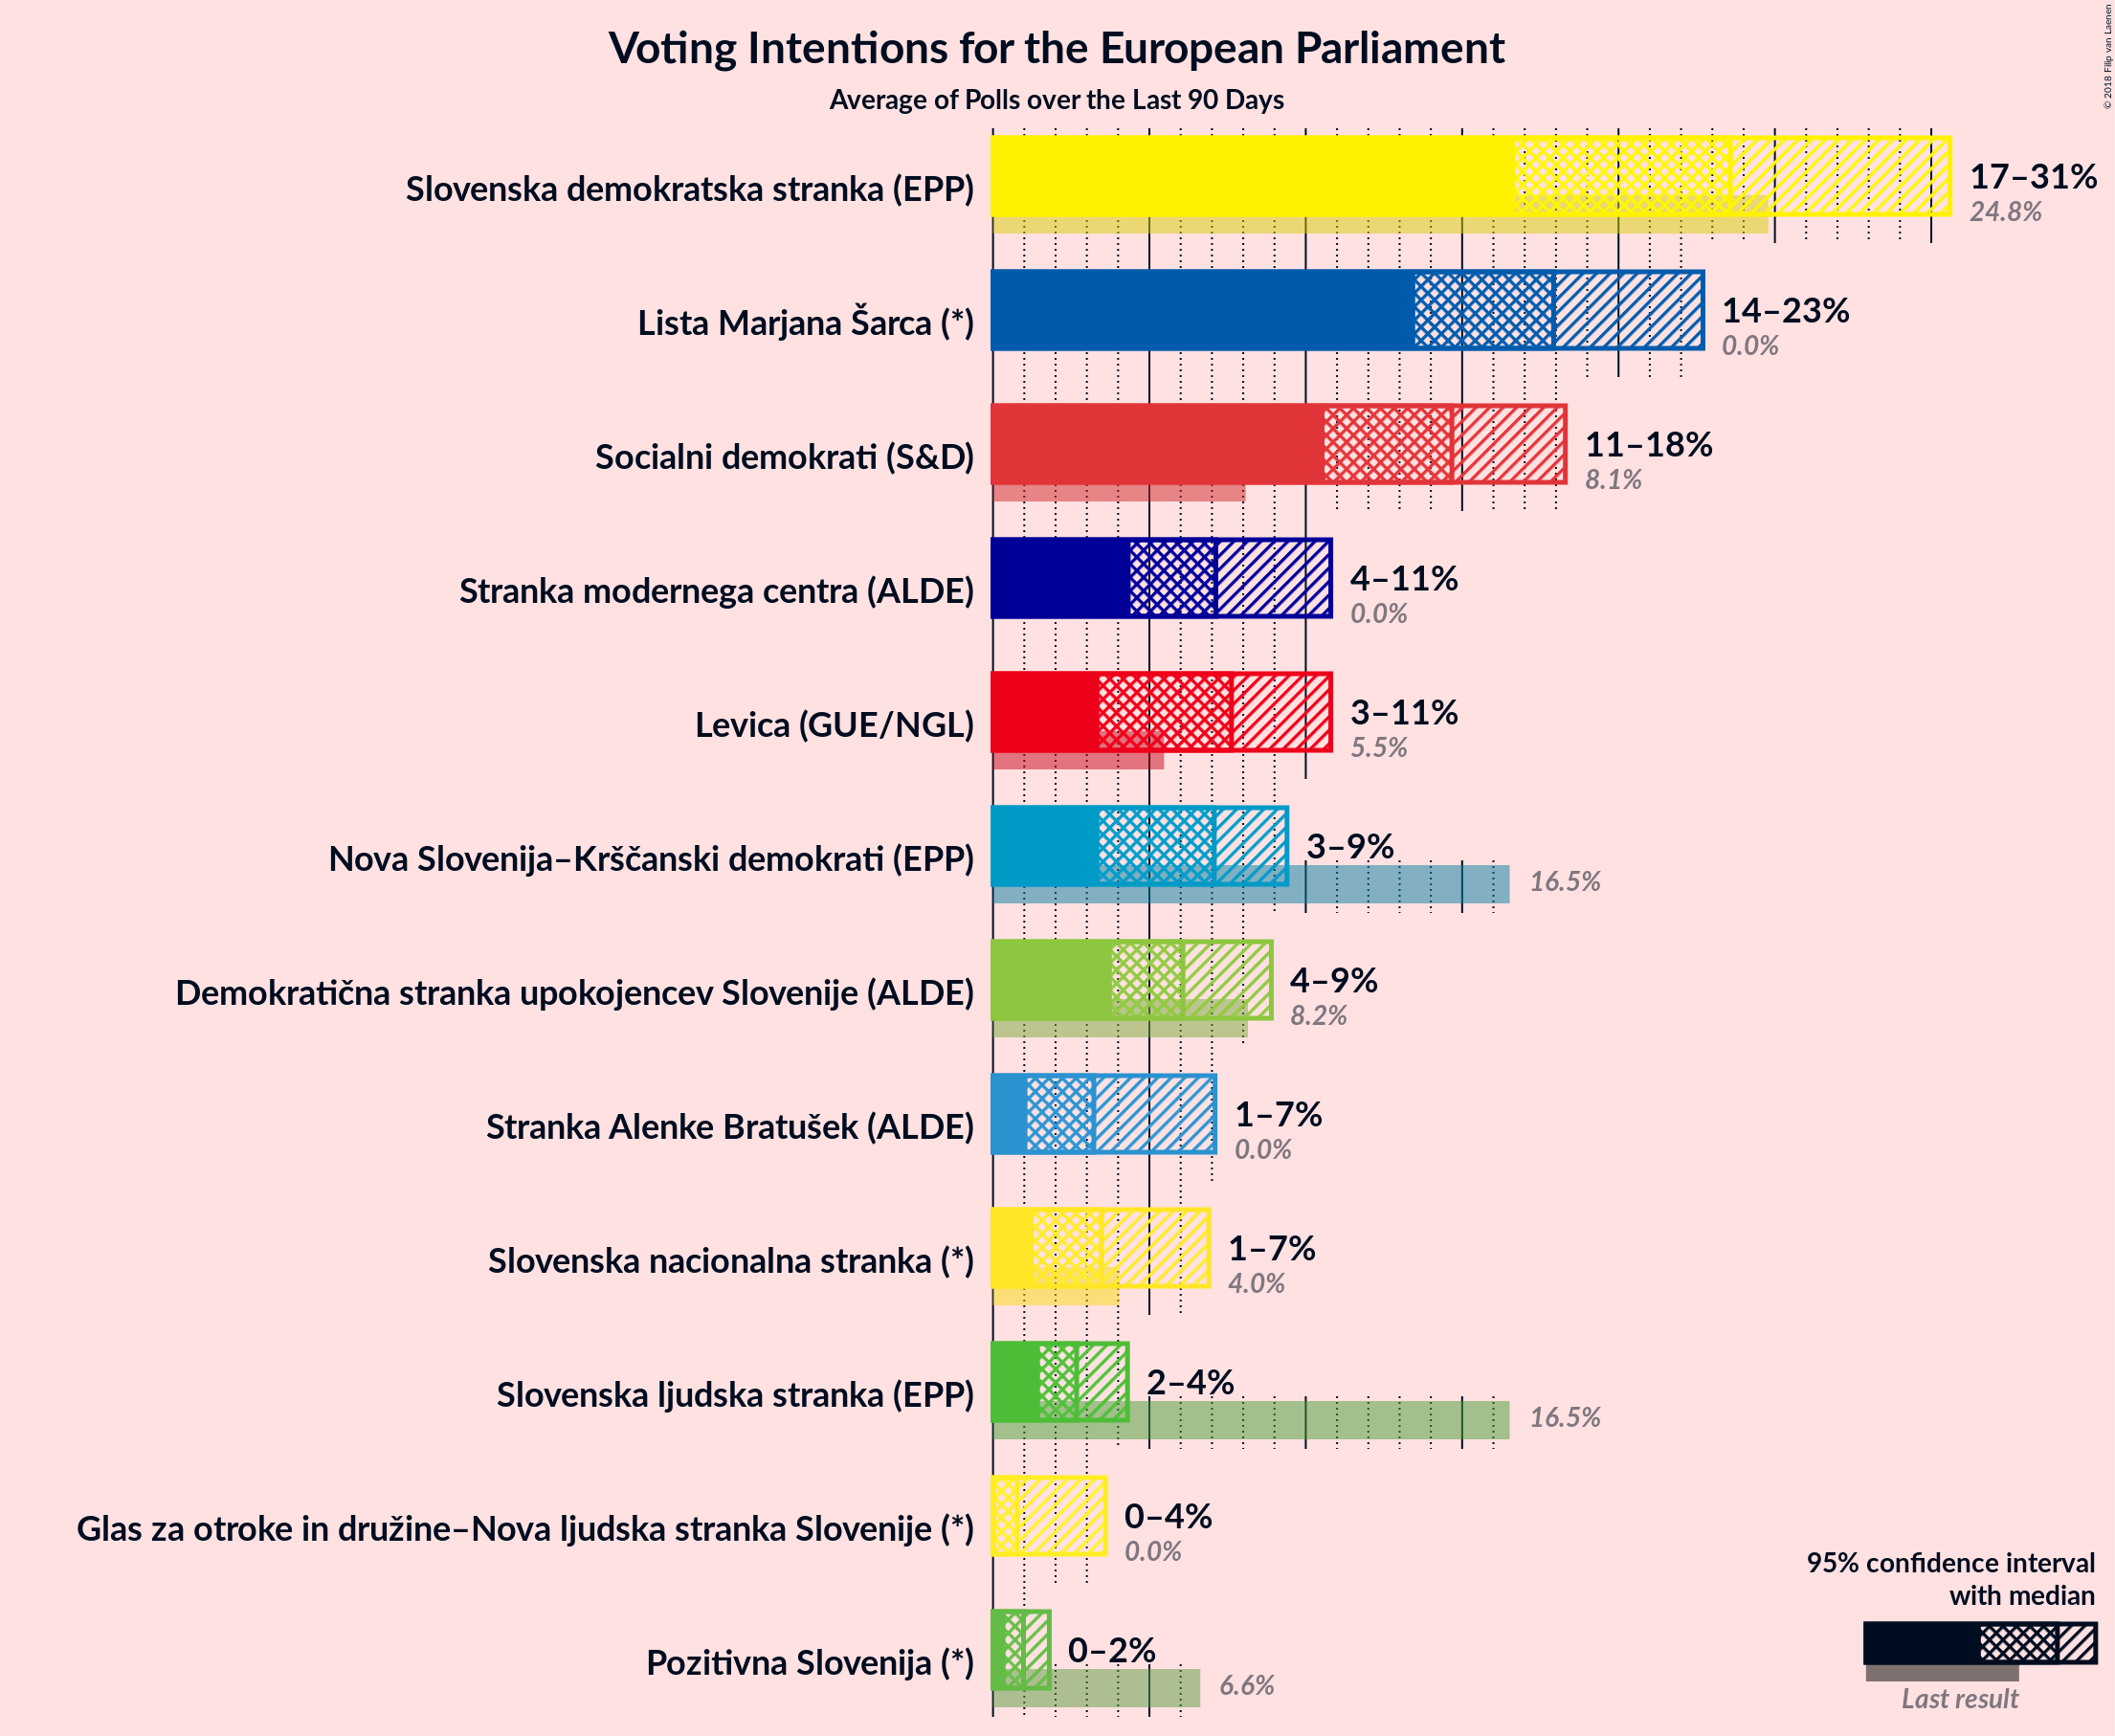 Voting Intentions for the European Parliament
Average of Polls over the Last 90 Days
© 2018 Filip van Laenen
Slovenska demokratska stranka (EPP)
17–31%
24.8%
Lista Marjana Šarca (*)
14–23%
0.0%
Socialni demokrati (S&D)
11–18%
8.1%
Stranka modernega centra (ALDE)
4–11%
0.0%
Levica (GUE/NGL)
3–11%
5.5%
Nova Slovenija–Krščanski demokrati (EPP)
3–9%
16.5%
Demokratična stranka upokojencev Slovenije (ALDE)
4–9%
8.2%
Stranka Alenke Bratušek (ALDE)
1–7%
0.0%
Slovenska nacionalna stranka (*)
1–7%
4.0%
Slovenska ljudska stranka (EPP)
2–4%
16.5%
Glas za otroke in družine–Nova ljudska stranka Slovenije (*)
0–4%
0.0%
Pozitivna Slovenija (*)
0–2%
6.6%
95% confidence interval
with median
Last result